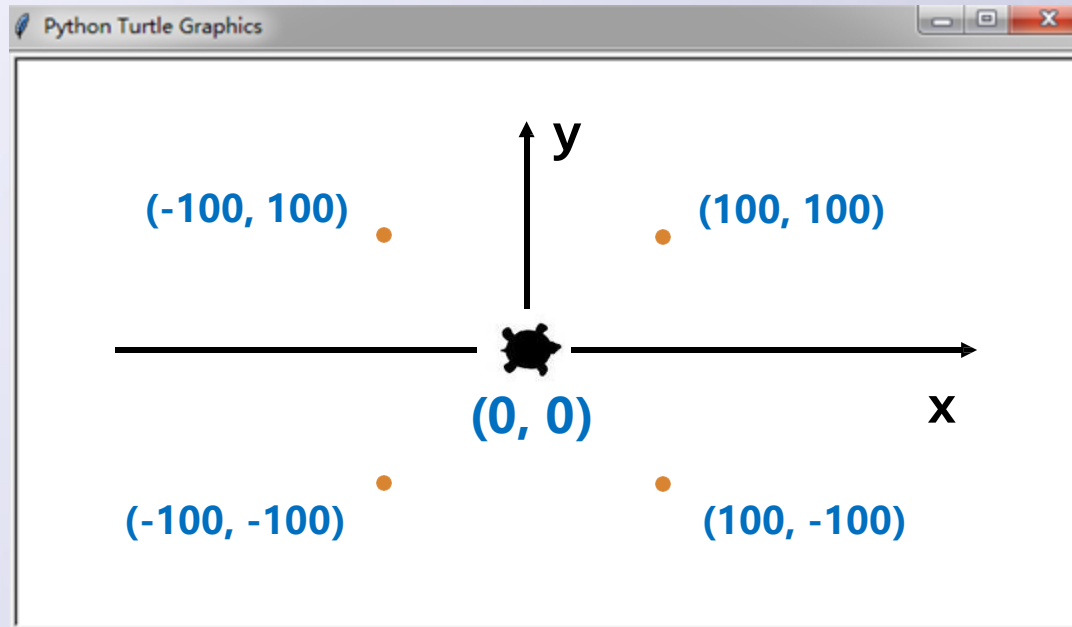 Python Turtle Graphics
y
(-100, 100)
(100, 100)
(0, 0)
x
(-100, -100)
(100, -100)